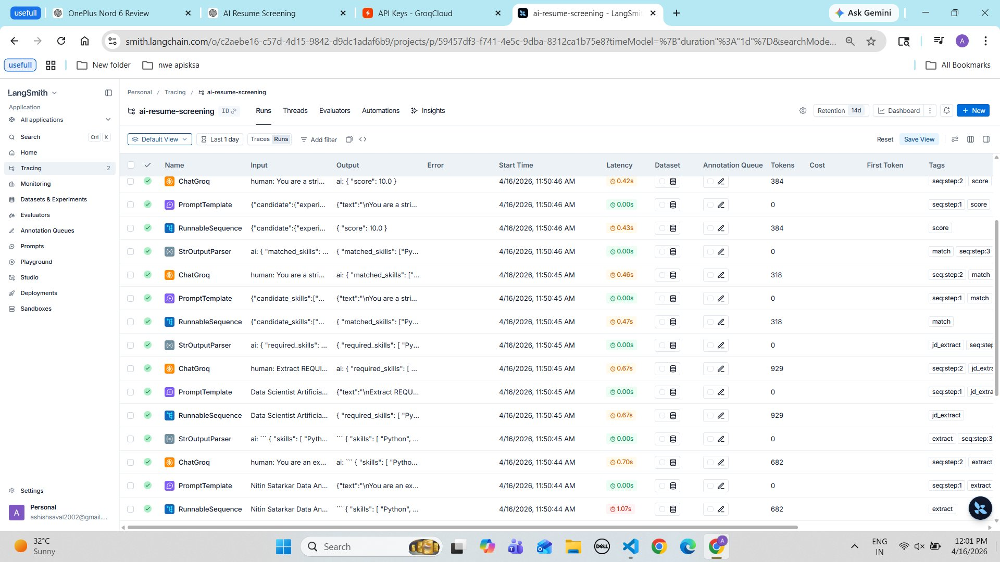 usefull
OnePlus Nord 6 Review
AI Resume Screening
API Keys - GroqCloud
ai-resume-screening - LangSmi
Ask Gemini
smith.langchain.com/o/c2aebe16-c57d-4d15-9842-d9dc1adaf6b9/projects/p/59457df3-f741-4e5c-9dba-8312ca1b75e8?timeModel=%7B"duration"%3A"1d"%7D&searchMode...
A
usefull
New folder
nwe apisksa
All Bookmarks
LangSmith
Application
All applications
Search Ctrl K
Home
Tracing 2
Monitoring
Datasets & Experiments
Evaluators
Annotation Queues
Prompts
Playground
Studio
Deployments
Sandboxes
Settings
A
Personal
ashishsaval2002@gmail....
Personal / Tracing / ai-resume-screening
ai-resume-screening ID Runs Threads Evaluators Automations Insights Retention 14d Dashboard + New
Default View Last 1 day Traces Runs Add filter Reset Save View
Name Input Output Error Start Time Latency Dataset Annotation Queue Tokens Cost First Token Tags
ChatGroq human: You are a stri... ai: { "score": 10.0 } 4/16/2026, 11:50:46 AM 0.42s 384 seq:step:2 score
PromptTemplate {"candidate":{"experi... {"text":"\nYou are a stri... 4/16/2026, 11:50:46 AM 0.00s 0 seq:step:1 score
RunnableSequence {"candidate":{"experi... { "score": 10.0 } 4/16/2026, 11:50:46 AM 0.43s 384 score
StrOutputParser ai: { "matched_skills": ... { "matched_skills": ["Py... 4/16/2026, 11:50:46 AM 0.00s 0 match seq:step:3
ChatGroq human: You are a stri... ai: { "matched_skills": ["... 4/16/2026, 11:50:45 AM 0.46s 318 seq:step:2 match
PromptTemplate {"candidate_skills":["... {"text":"\nYou are a stri... 4/16/2026, 11:50:45 AM 0.00s 0 seq:step:1 match
RunnableSequence {"candidate_skills":["... { "matched_skills": ["Py... 4/16/2026, 11:50:45 AM 0.47s 318 match
StrOutputParser ai: { "required_skills": ... { "required_skills": [ "Py... 4/16/2026, 11:50:45 AM 0.00s 0 jd_extract seq:step
ChatGroq human: Extract REQUI... ai: { "required_skills": [ ... 4/16/2026, 11:50:45 AM 0.67s 929 seq:step:2 jd_extra
PromptTemplate Data Scientist Artificia... {"text":"\nExtract REQU... 4/16/2026, 11:50:45 AM 0.00s 0 seq:step:1 jd_extra
RunnableSequence Data Scientist Artificia... { "required_skills": [ "Py... 4/16/2026, 11:50:45 AM 0.67s 929 jd_extract
StrOutputParser ai: ``` { "skills": [ "Pyth... ``` { "skills": [ "Python", ... 4/16/2026, 11:50:45 AM 0.00s 0 extract seq:step:3
ChatGroq human: You are an ex... ai: ``` { "skills": [ "Pytho... 4/16/2026, 11:50:44 AM 0.70s 682 seq:step:2 extract
PromptTemplate Nitin Satarkar Data An... {"text":"\nYou are an ex... 4/16/2026, 11:50:44 AM 0.00s 0 seq:step:1 extract
RunnableSequence Nitin Satarkar Data An... ``` { "skills": [ "Python", ... 4/16/2026, 11:50:44 AM 1.07s 682 extract
32°C
Sunny
Search
DELL
A
ENG
IN
12:01 PM
4/16/2026